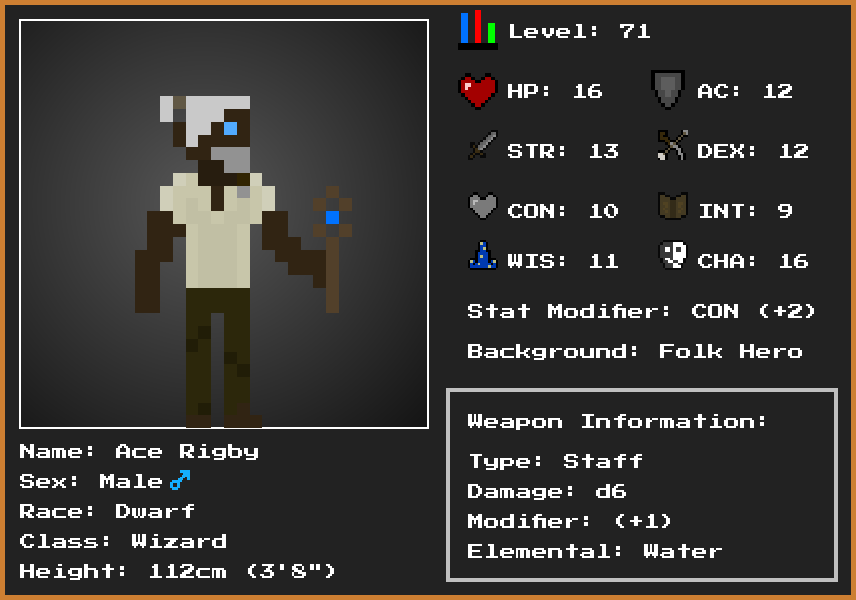 Level: 71
HP: 16
AC: 12
STR: 13
DEX: 12
CON: 10
INT: 9
WIS: 11
CHA: 16
Stat Modifier: CON (+2)
Background: Folk Hero
Weapon Information:
Type: Staff
Damage: d6
Modifier: (+1)
Elemental: Water
Name: Ace Rigby
Sex: Male♂
Race: Dwarf
Class: Wizard
Height: 112cm (3'8")